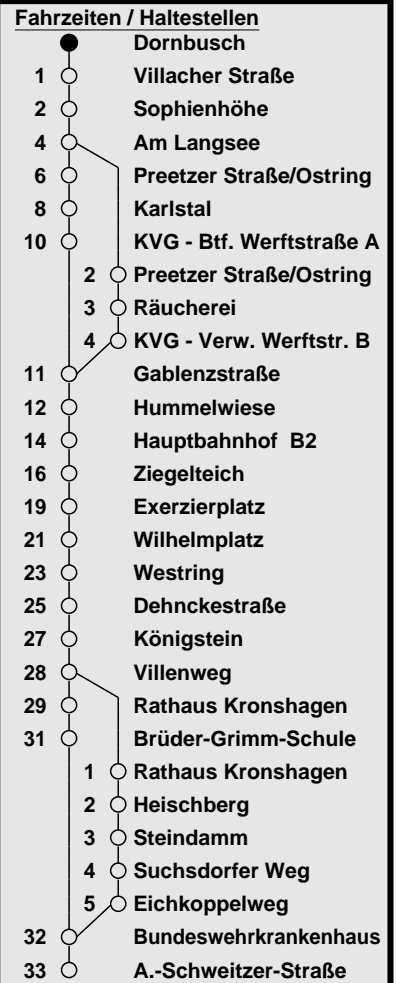 Fahrzeiten / Haltestellen
Dornbusch
1 Villacher Straße
2 Sophienhöhe
4 Am Langsee
6 Preetzer Straße/Ostring
8 Karlstal
10 KVG - Btf. Werftstraße A
2 Preetzer Straße/Ostring
3 Räucherei
4 KVG - Verw. Werftstr. B
11 Gablenzstraße
12 Hummelwiese
14 Hauptbahnhof B2
16 Ziegelteich
19 Exerzierplatz
21 Wilhelmplatz
23 Westring
25 Dehnckestraße
27 Königstein
28 Villenweg
29 Rathaus Kronshagen
31 Brüder-Grimm-Schule
1 Rathaus Kronshagen
2 Heischberg
3 Steindamm
4 Suchsdorfer Weg
5 Eichkoppelweg
32 Bundeswehrkrankenhaus
33 A.-Schweitzer-Straße